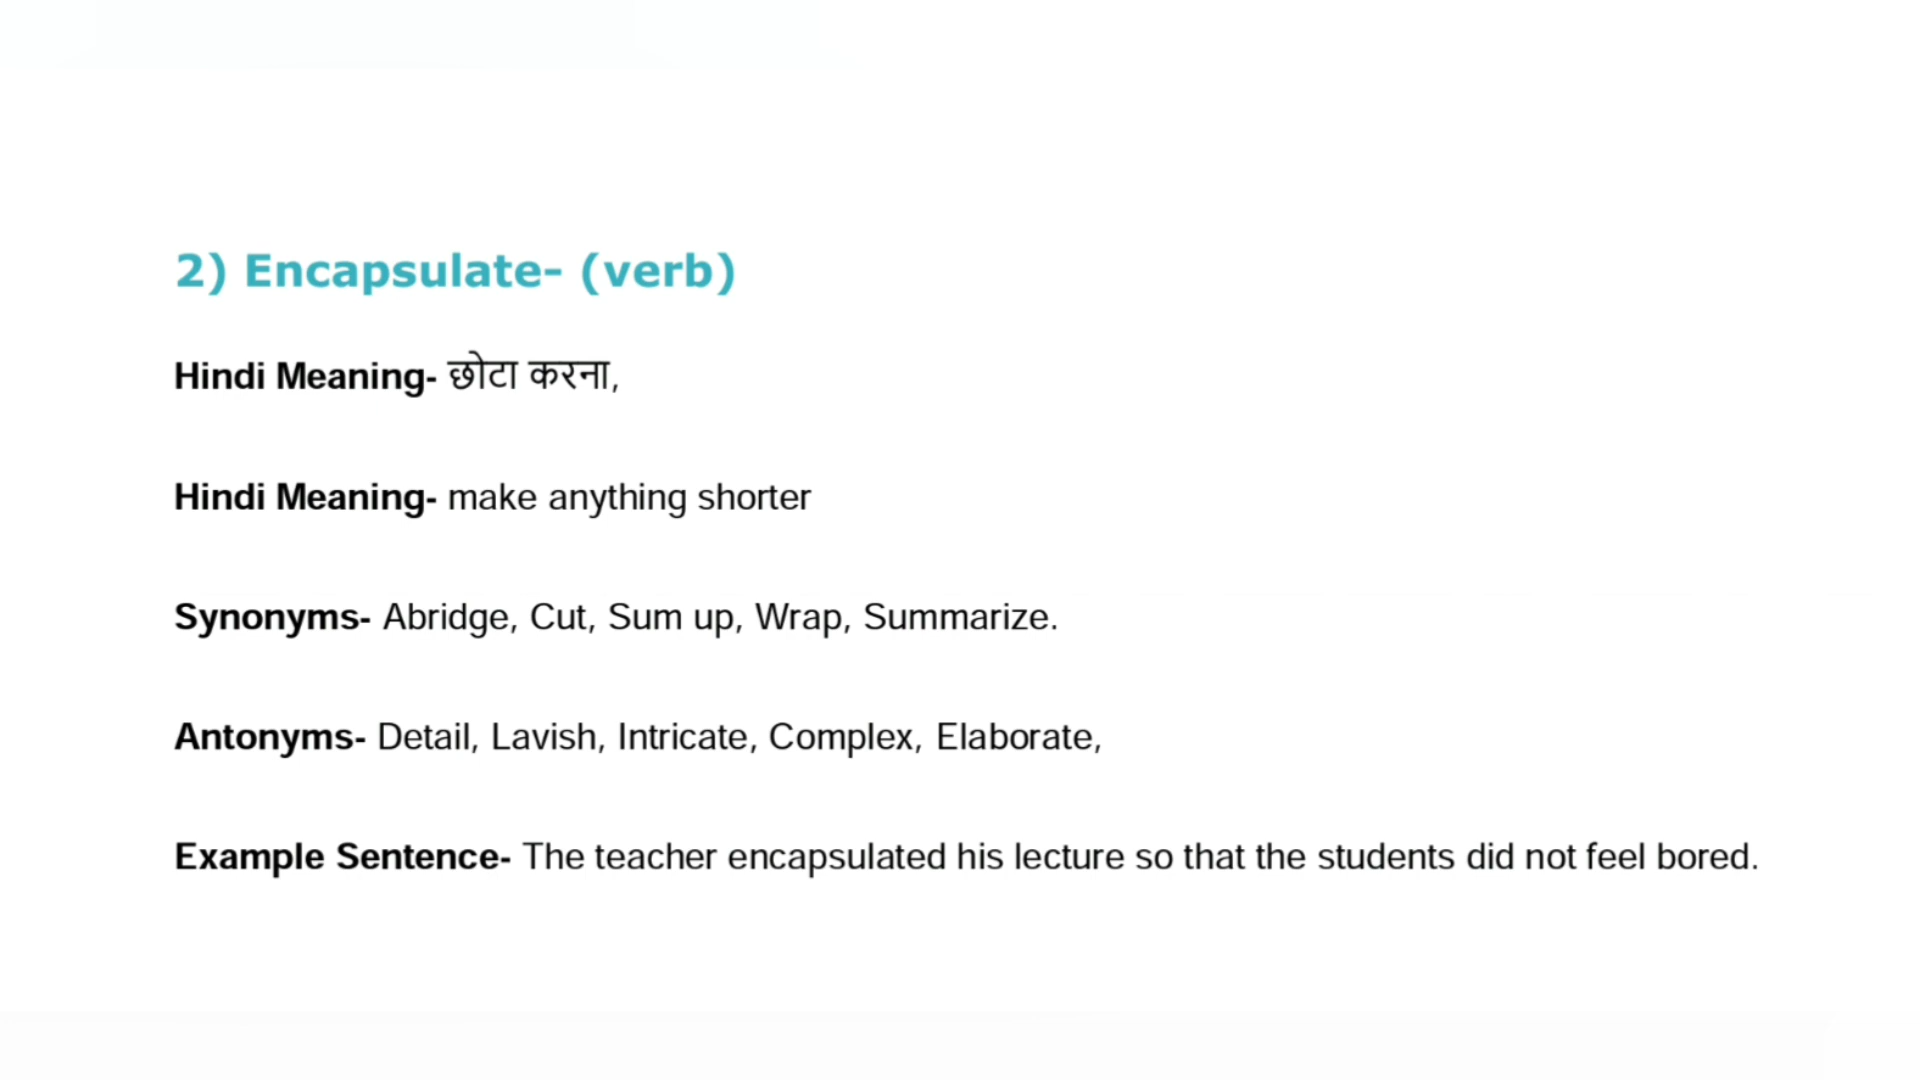 2) Encapsulate- (verb)
Hindi Meaning- छोटा करना,
Hindi Meaning- make anything shorter
Synonyms- Abridge, Cut, Sum up, Wrap, Summarize.
Antonyms- Detail, Lavish, Intricate, Complex, Elaborate,
Example Sentence- The teacher encapsulated his lecture so that the students did not feel bored.